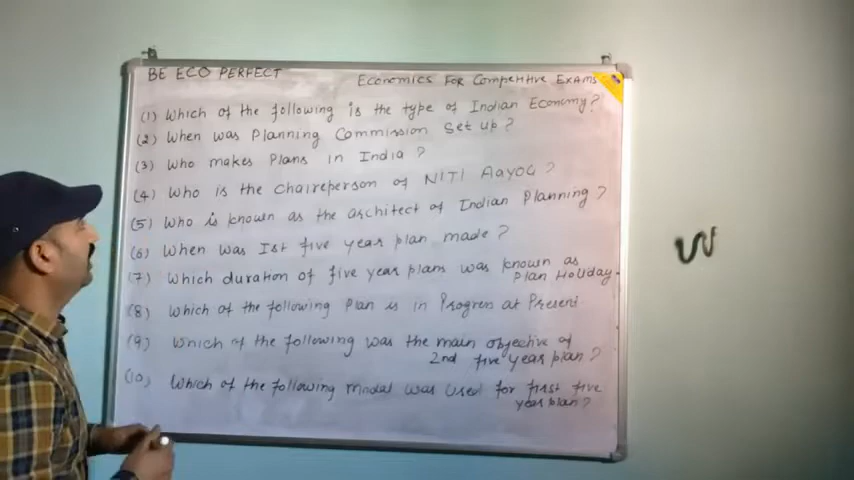 BE ECO PERFECT
Economics For Competitive Exams
(1) Which of the following is the type of Indian Economy?
(2) When was Planning Commission Set up?
(3) Who makes Plans in India?
(4) Who is the Chaireperson of NITI Aayog?
(5) Who is known as the architect of Indian Planning?
(6) When was Ist five year plan made?
(7) Which duration of five year plans was known as
Plan Holiday.
(8) Which of the following Plan is in Progress at Present
(9) Which of the following was the main objective of
2nd five year plan?
(10) Which of the following modal was used for first five
year plan?